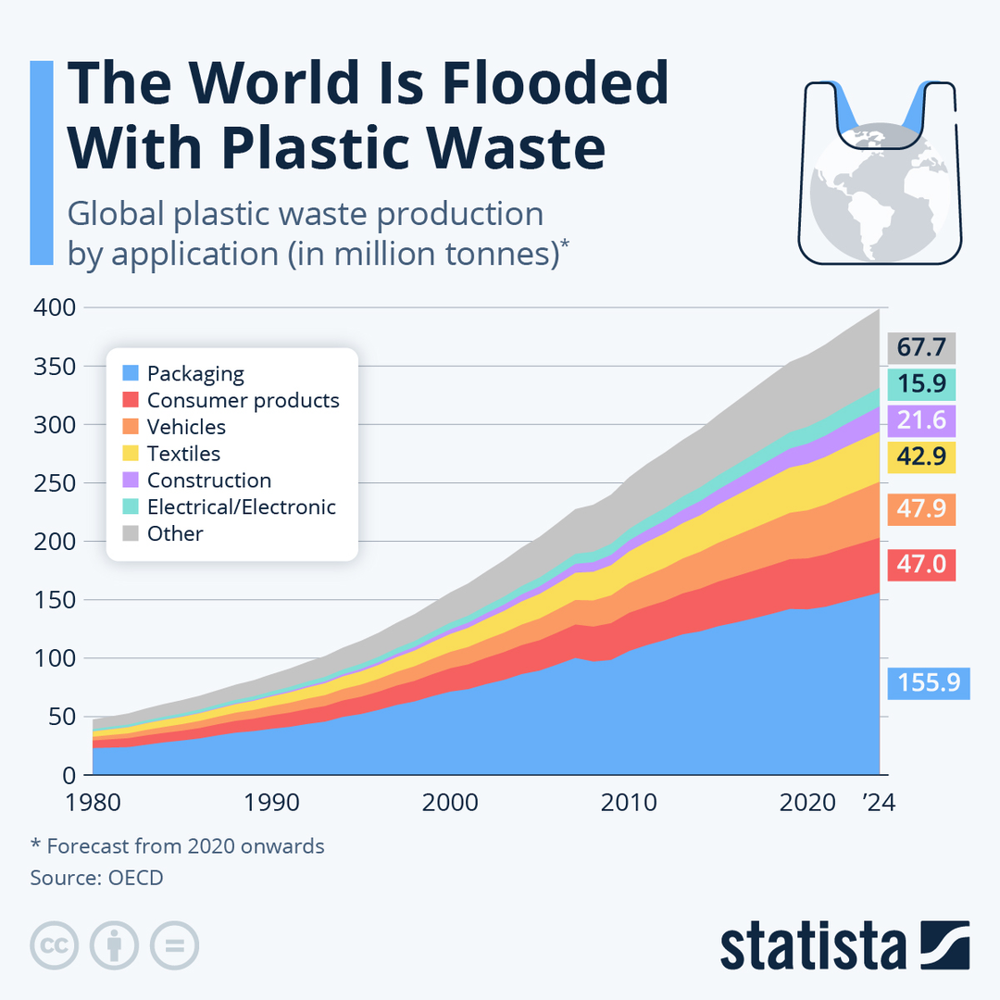 The World Is Flooded
With Plastic Waste
Global plastic waste production
by application (in million tonnes)*
400
350
300
250
200
150
100
50
0
Packaging
Consumer products
Vehicles
Textiles
Construction
Electrical/Electronic
Other
67.7
15.9
21.6
42.9
47.9
47.0
155.9
1980 1990 2000 2010 2020 ’24
* Forecast from 2020 onwards
Source: OECD
cc
statista